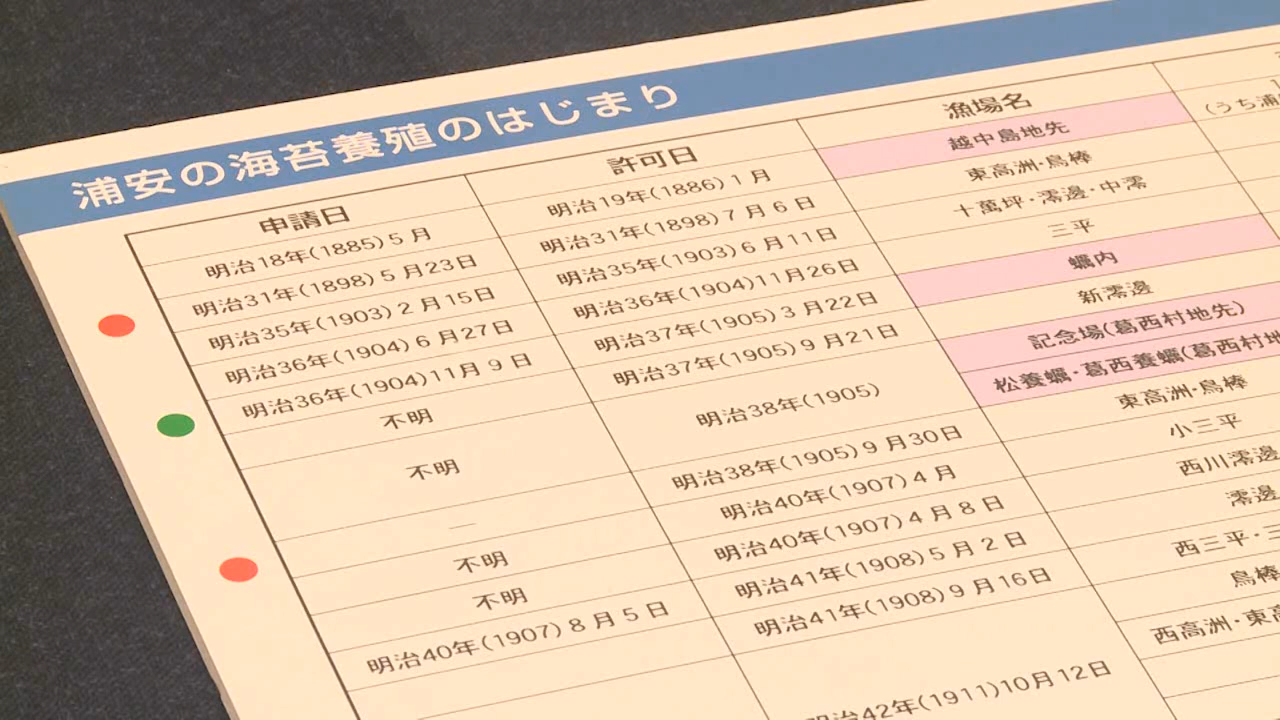 浦安の海苔養殖のはじまり
申請日 許可日 漁場名
(うち浦
明治18年(1885)5月 明治19年(1886)1月 越中島地先
明治31年(1898)5月23日 明治31年(1898)7月6日 東高洲・鳥棒
明治35年(1903)2月15日 明治35年(1903)6月11日 十萬坪・澪邊・中澪
明治36年(1904)6月27日 明治36年(1904)11月26日 三平
明治36年(1904)11月9日 明治37年(1905)3月22日 蠣内
不明 明治37年(1905)9月21日 新澪邊
不明 明治38年(1905) 記念場(葛西村地先)
松養蠣・葛西養蠣(葛西村地
― 明治38年(1905)9月30日 東高洲・鳥棒
不明 明治40年(1907)4月 小三平
不明 明治40年(1907)4月8日 西川澪邊
明治40年(1907)8月5日 明治41年(1908)5月2日 澪邊
明治41年(1908)9月16日 西三平・三
鳥棒
明治42年(1911)10月12日 西高洲・東高